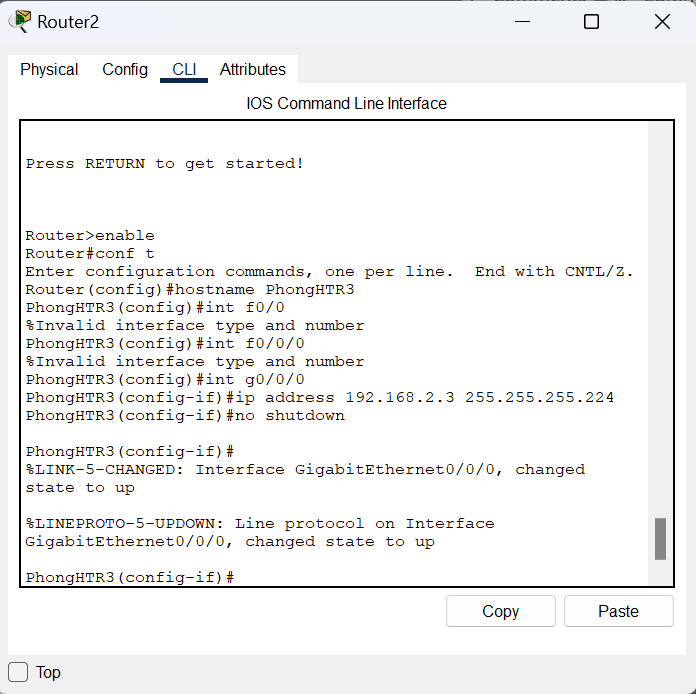 Router2
Physical Config CLI Attributes
IOS Command Line Interface
Press RETURN to get started!
Router>enable
Router#conf t
Enter configuration commands, one per line.  End with CNTL/Z.
Router(config)#hostname PhongHTR3
PhongHTR3(config)#int f0/0
%Invalid interface type and number
PhongHTR3(config)#int f0/0/0
%Invalid interface type and number
PhongHTR3(config)#int g0/0/0
PhongHTR3(config-if)#ip address 192.168.2.3 255.255.255.224
PhongHTR3(config-if)#no shutdown
PhongHTR3(config-if)#
%LINK-5-CHANGED: Interface GigabitEthernet0/0/0, changed
state to up
%LINEPROTO-5-UPDOWN: Line protocol on Interface
GigabitEthernet0/0/0, changed state to up
PhongHTR3(config-if)#
Copy Paste
Top